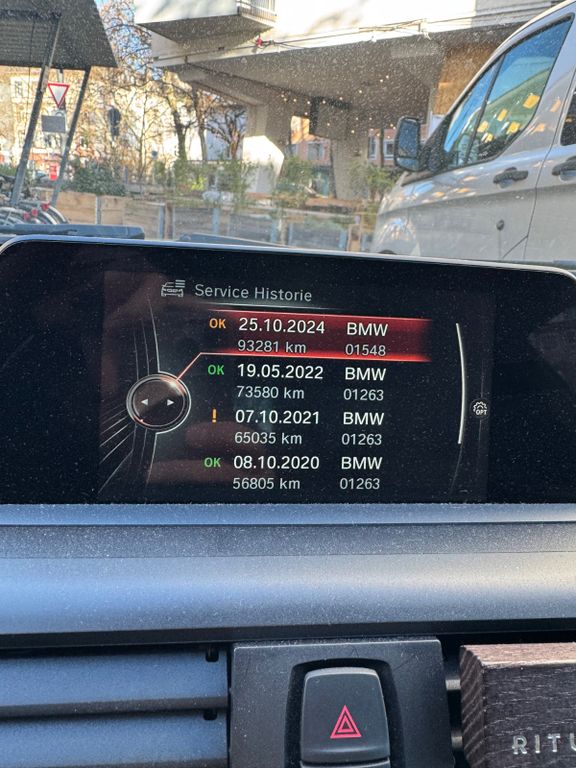 Service Historie
OK 25.10.2024 BMW
93281 km 01548
OK 19.05.2022 BMW
73580 km 01263
! 07.10.2021 BMW
65035 km 01263
OK 08.10.2020 BMW
56805 km 01263
OPT
RITU